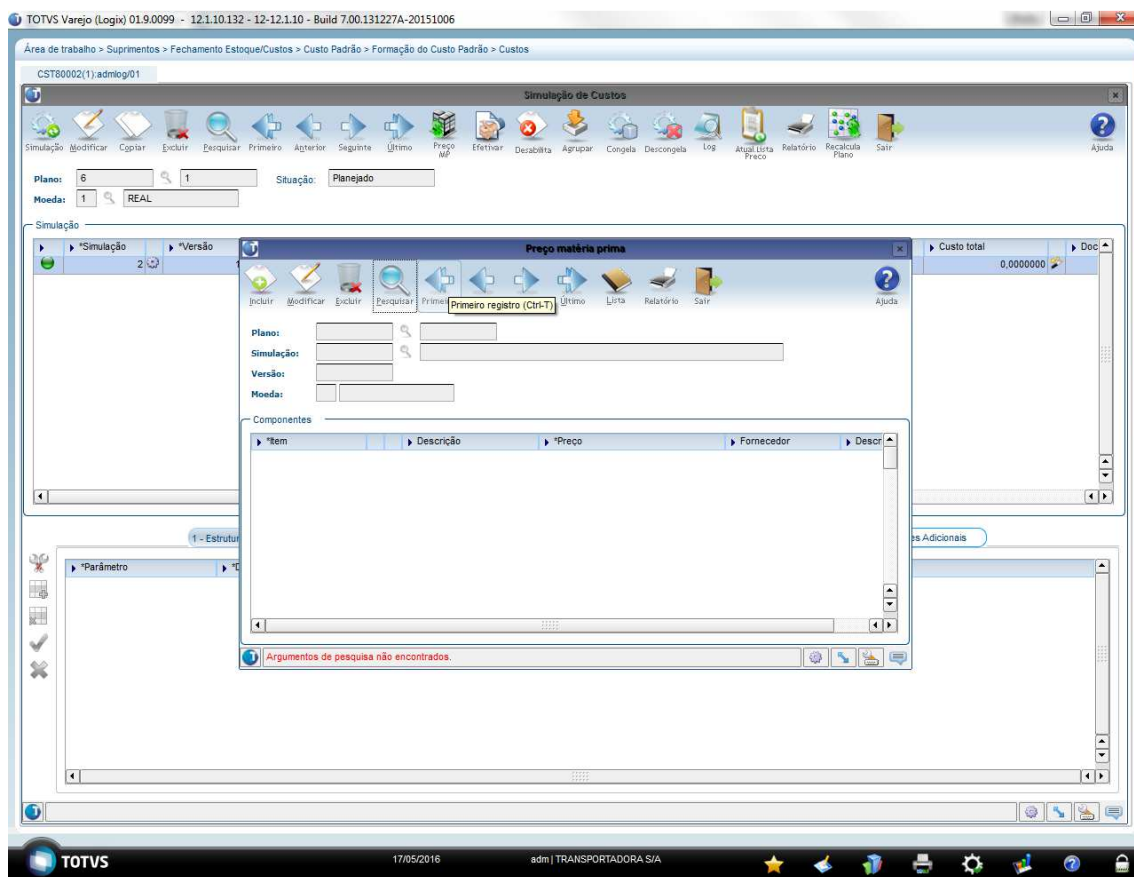 TOTVS Varejo (Logix) 01.9.0099 - 12.1.10.132 - 12-12.1.10 - Build 7.00.131227A-20151006
Área de trabalho > Suprimentos > Fechamento Estoque/Custos > Custo Padrão > Formação do Custo Padrão > Custos
CST80002(1):admlog/01
Simulação de Custos
Simulação Modificar Copiar Excluir Pesquisar Primeiro Anterior Seguinte Último Preço MP Efetivar Desabilita Agrupar Congela Descongela Log Atual.Lista Preco Relatório Recalcula Plano Sair Ajuda
Plano: 6 1 Situação: Planejado
Moeda: 1 REAL
Simulação
*Simulação *Versão Custo total Doc
2 1 0,0000000
Preço matéria prima
Incluir Modificar Excluir Pesquisar Primei Último Lista Relatório Sair Ajuda
Primeiro registro (Ctrl-T)
Plano:
Simulação:
Versão:
Moeda:
Componentes
*Item Descrição *Preço Fornecedor Descr
1 - Estrutur es Adicionais
*Parâmetro *D
Argumentos de pesquisa não encontrados.
TOTVS 17/05/2016 adm | TRANSPORTADORA S/A